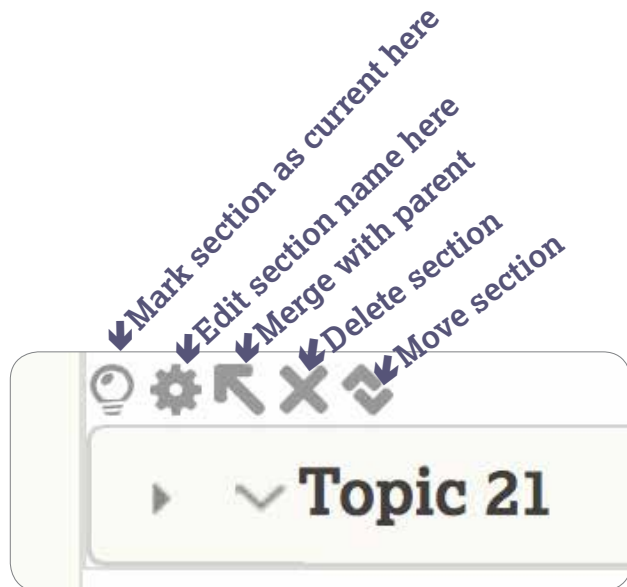 Mark section as current here
Edit section name here
Merge with parent
Delete section
Move section
Topic 21